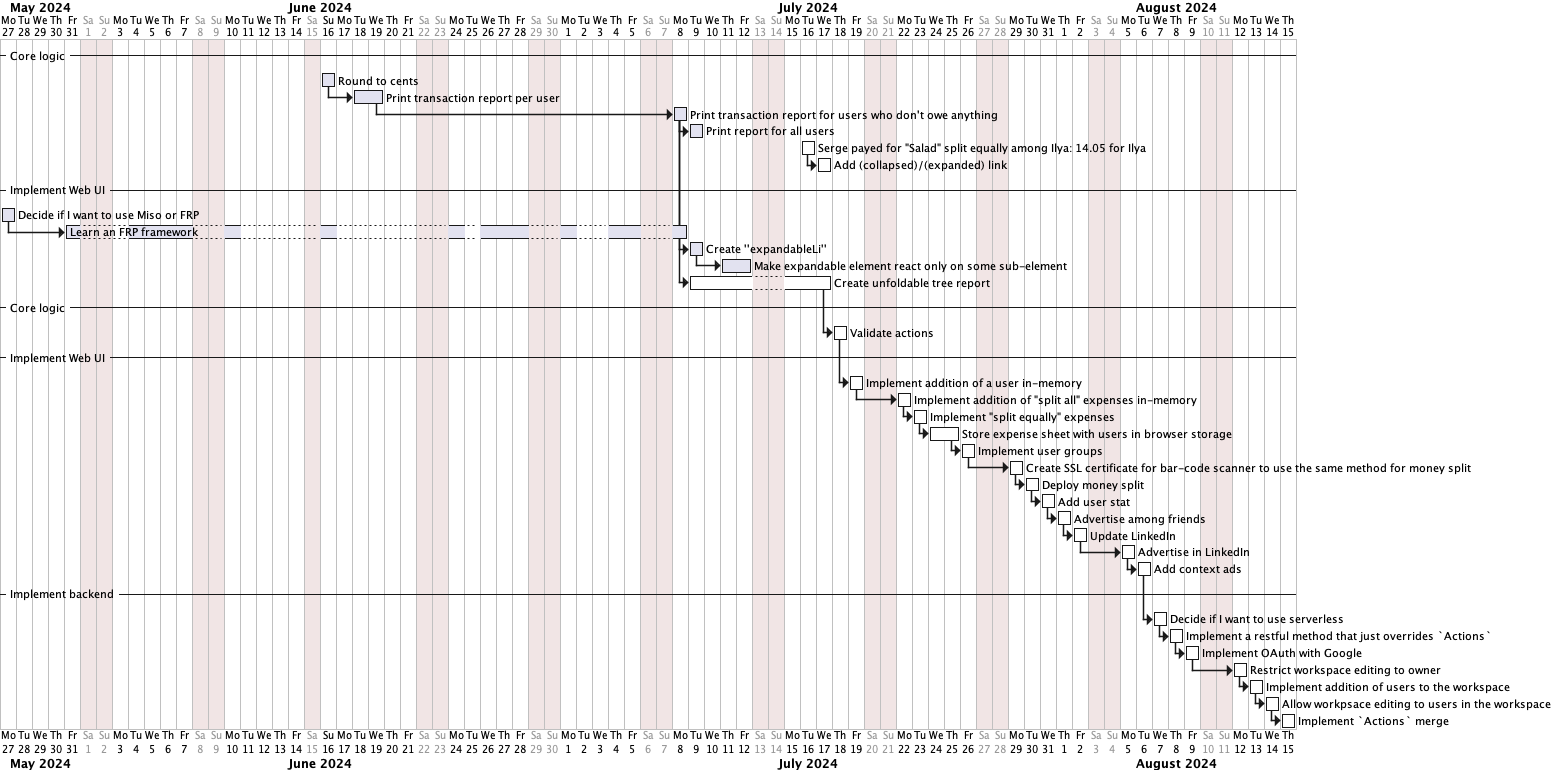 May 2024 June 2024 July 2024 August 2024
Mo Tu We Th Fr Sa Su Mo Tu We Th Fr Sa Su Mo Tu We Th Fr Sa Su Mo Tu We Th Fr Sa Su Mo Tu We Th Fr Sa Su Mo Tu We Th Fr Sa Su Mo Tu We Th Fr Sa Su Mo Tu We Th Fr Sa Su Mo Tu We Th Fr Sa Su Mo Tu We Th Fr Sa Su Mo Tu We Th Fr Sa Su Mo Tu We Th
27 28 29 30 31 1 2 3 4 5 6 7 8 9 10 11 12 13 14 15 16 17 18 19 20 21 22 23 24 25 26 27 28 29 30 1 2 3 4 5 6 7 8 9 10 11 12 13 14 15 16 17 18 19 20 21 22 23 24 25 26 27 28 29 30 31 1 2 3 4 5 6 7 8 9 10 11 12 13 14 15
Core logic
Round to cents
Print transaction report per user
Print transaction report for users who don't owe anything
Print report for all users
Serge payed for "Salad" split equally among Ilya: 14.05 for Ilya
Add (collapsed)/(expanded) link
Implement Web UI
Decide if I want to use Miso or FRP
Learn an FRP framework
Create "expandableLi"
Make expandable element react only on some sub-element
Create unfoldable tree report
Core logic
Validate actions
Implement Web UI
Implement addition of a user in-memory
Implement addition of "split all" expenses in-memory
Implement "split equally" expenses
Store expense sheet with users in browser storage
Implement user groups
Create SSL certificate for bar-code scanner to use the same method for money split
Deploy money split
Add user stat
Advertise among friends
Update LinkedIn
Advertise in LinkedIn
Add context ads
Implement backend
Decide if I want to use serverless
Implement a restful method that just overrides `Actions`
Implement OAuth with Google
Restrict workspace editing to owner
Implement addition of users to the workspace
Allow workpsace editing to users in the workspace
Implement `Actions` merge
Mo Tu We Th Fr Sa Su Mo Tu We Th Fr Sa Su Mo Tu We Th Fr Sa Su Mo Tu We Th Fr Sa Su Mo Tu We Th Fr Sa Su Mo Tu We Th Fr Sa Su Mo Tu We Th Fr Sa Su Mo Tu We Th Fr Sa Su Mo Tu We Th Fr Sa Su Mo Tu We Th Fr Sa Su Mo Tu We Th Fr Sa Su Mo Tu We Th
27 28 29 30 31 1 2 3 4 5 6 7 8 9 10 11 12 13 14 15 16 17 18 19 20 21 22 23 24 25 26 27 28 29 30 1 2 3 4 5 6 7 8 9 10 11 12 13 14 15 16 17 18 19 20 21 22 23 24 25 26 27 28 29 30 31 1 2 3 4 5 6 7 8 9 10 11 12 13 14 15
May 2024 June 2024 July 2024 August 2024